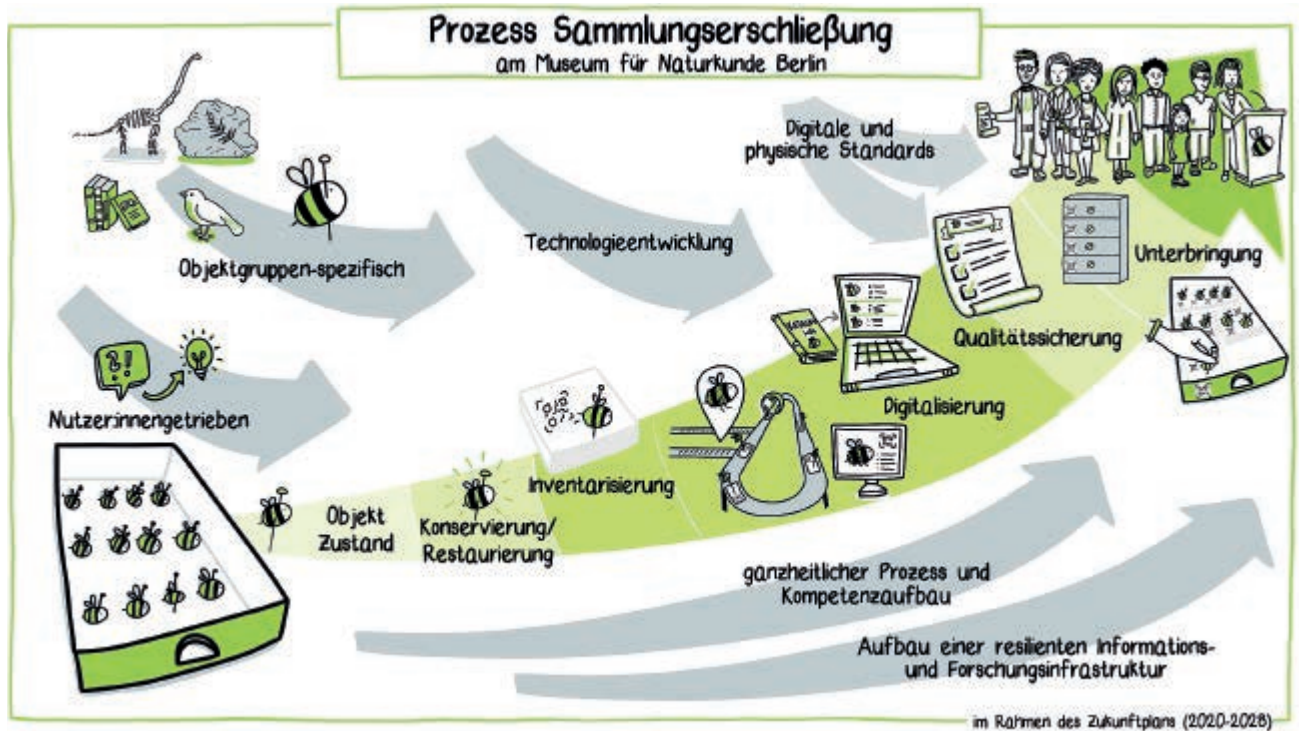 Prozess Sammlungserschließung
am Museum für Naturkunde Berlin
Digitale und
physische Standards
Objektgruppen-spezifisch
Technologieentwicklung
Unterbringung
Qualitätssicherung
Nutzer:innengetrieben
Digitalisierung
Inventarisierung
Objekt
Zustand
Konservierung/
Restaurierung
ganzheitlicher Prozess und
Kompetenzaufbau
Aufbau einer resilienten Informations-
und Forschungsinfrastruktur
im Rahmen des Zukunftplans (2020-2028)